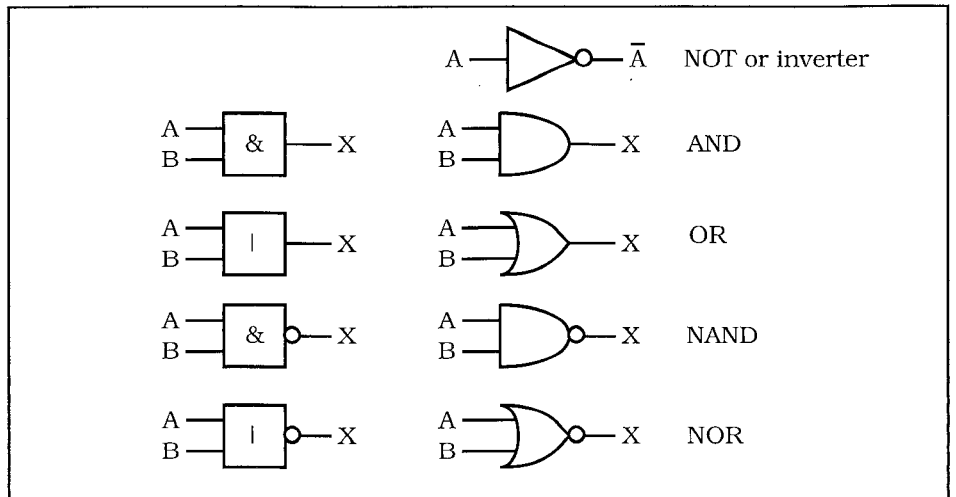 A Ā NOT or inverter
A
B & X A
B X AND
A
B | X A
B X OR
A
B & X A
B X NAND
A
B | X A
B X NOR